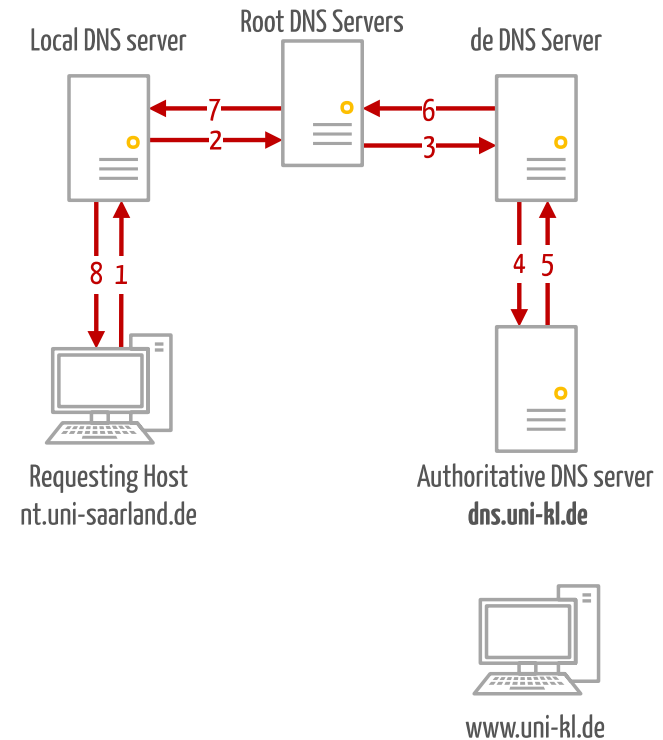 Root DNS Servers
Local DNS server
de DNS Server
7
6
2
3
8
1
4
5
Requesting Host
nt.uni-saarland.de
Authoritative DNS server
dns.uni-kl.de
www.uni-kl.de